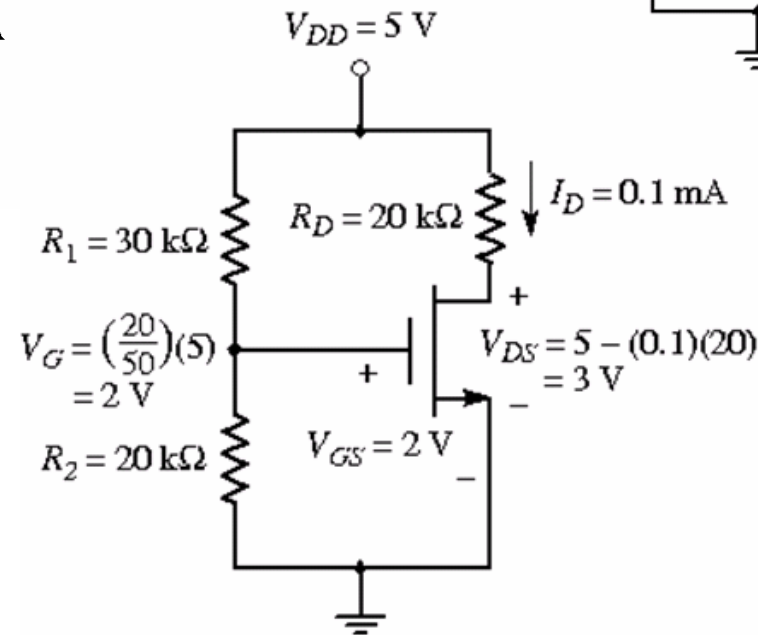 V_DD = 5 V
R_D = 20 kΩ
I_D = 0.1 mA
R_1 = 30 kΩ
+
V_G = (20/50)(5)
= 2 V
+
V_DS = 5 − (0.1)(20)
= 3 V
−
R_2 = 20 kΩ
V_GS = 2 V
−